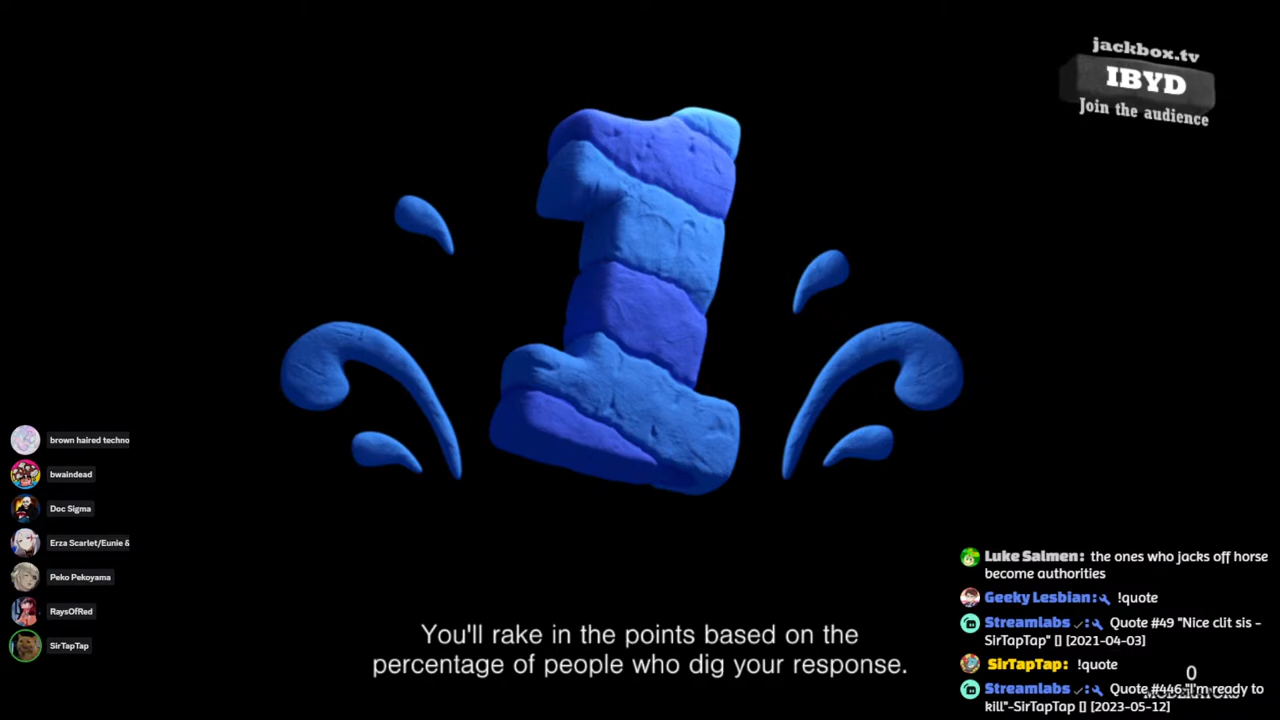 jackbox.tv
IBYD
Join the audience
1
brown haired techno
bwaindead
Doc Sigma
Erza Scarlet/Eunie &
Peko Pekoyama
RaysOfRed
SirTapTap
You'll rake in the points based on the
percentage of people who dig your response.
Luke Salmen: the ones who jacks off horse
become authorities
Geeky Lesbian: !quote
Streamlabs : Quote #49 "Nice clit sis -
SirTapTap" [] [2021-04-03]
SirTapTap: !quote
0
MODERATORS
Streamlabs : Quote #446 "I'm ready to
kill"-SirTapTap [] [2023-05-12]